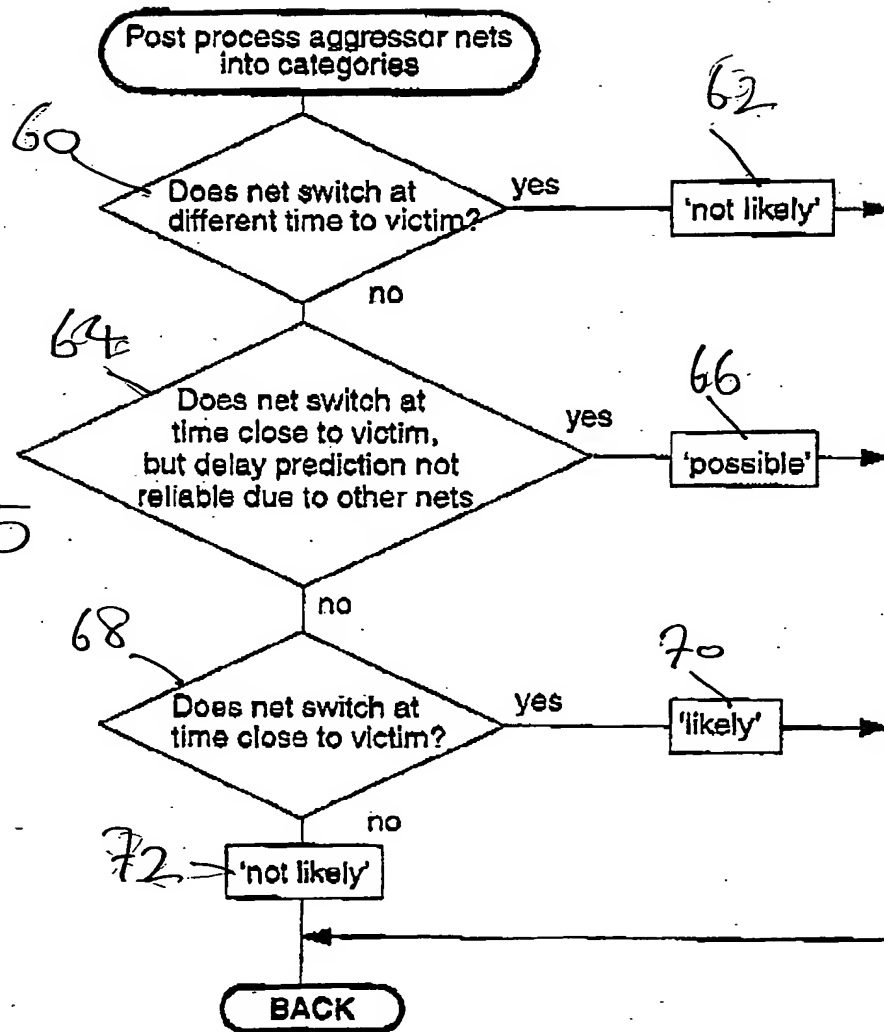 Post process aggressor nets
into categories
60
62
Does net switch at
different time to victim?
yes
'not likely'
no
64
66
Does net switch at
time close to victim,
but delay prediction not
reliable due to other nets
yes
'possible'
no
68
70
Does net switch at
time close to victim?
yes
'likely'
no
72
'not likely'
BACK